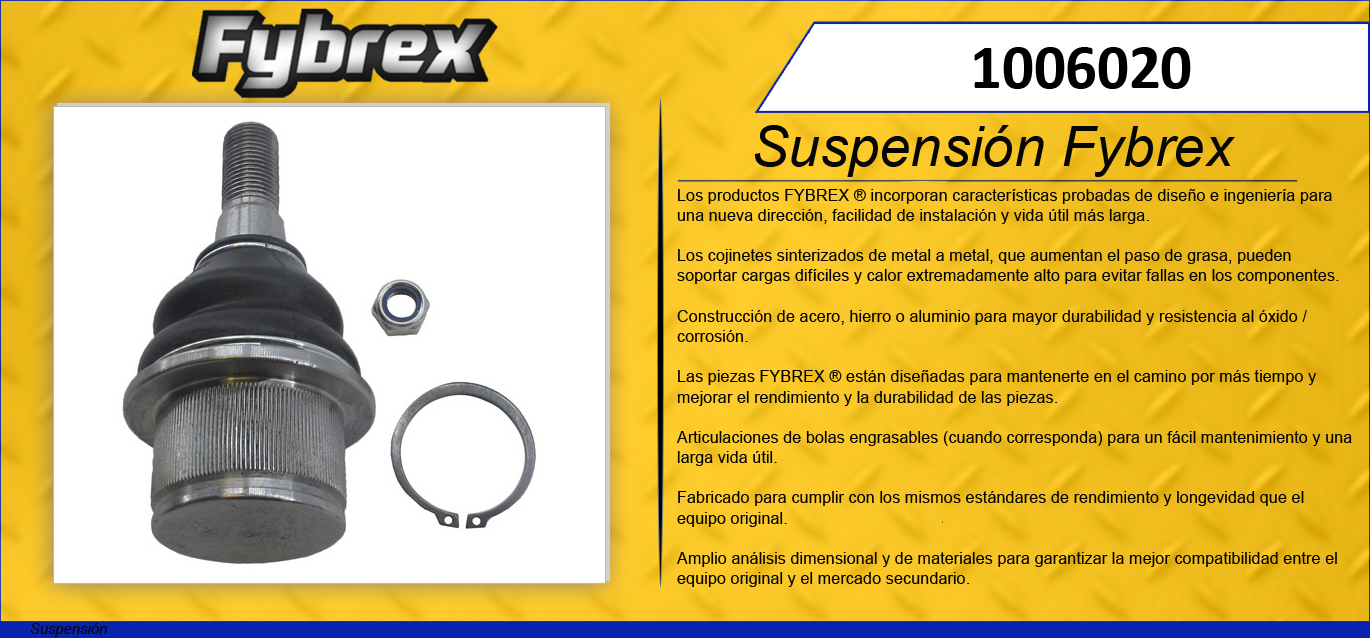 Fybrex
1006020
Suspensión Fybrex
Los productos FYBREX ® incorporan características probadas de diseño e ingeniería para
una nueva dirección, facilidad de instalación y vida útil más larga.
Los cojinetes sinterizados de metal a metal, que aumentan el paso de grasa, pueden
soportar cargas difíciles y calor extremadamente alto para evitar fallas en los componentes.
Construcción de acero, hierro o aluminio para mayor durabilidad y resistencia al óxido /
corrosión.
Las piezas FYBREX ® están diseñadas para mantenerte en el camino por más tiempo y
mejorar el rendimiento y la durabilidad de las piezas.
Articulaciones de bolas engrasables (cuando corresponda) para un fácil mantenimiento y una
larga vida útil.
Fabricado para cumplir con los mismos estándares de rendimiento y longevidad que el
equipo original.
Amplio análisis dimensional y de materiales para garantizar la mejor compatibilidad entre el
equipo original y el mercado secundario.
Suspensión